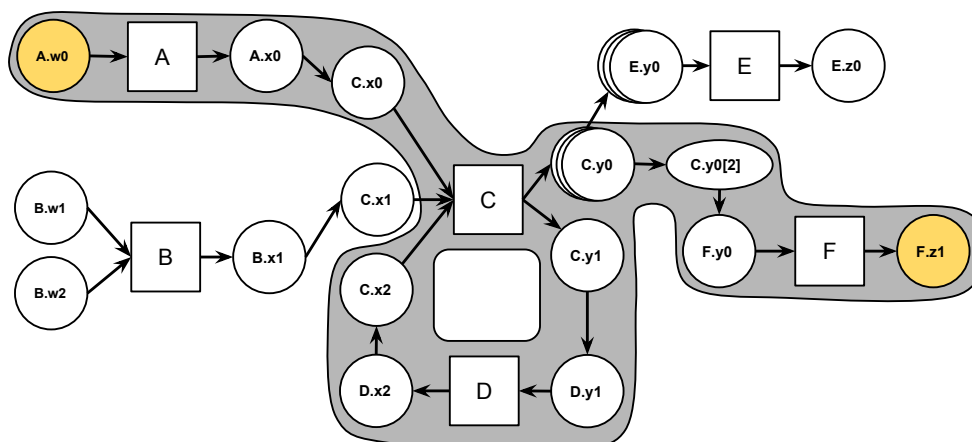 A.w0
A
A.x0
C.x0
E.y0
E
E.z0
B.w1
B.w2
B
B.x1
C.x1
C
C.y0
C.y0[2]
C.y1
F.y0
F
F.z1
C.x2
D.x2
D
D.y1